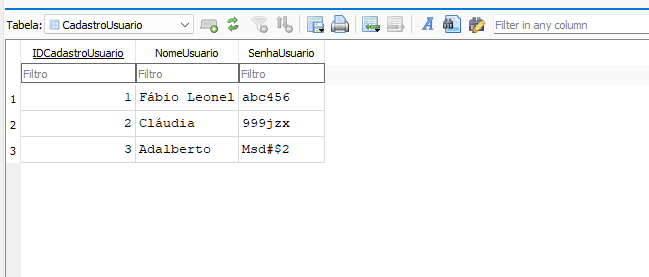 Tabela: CadastroUsuario Filter in any column
IDCadastroUsuario NomeUsuario SenhaUsuario
Filtro Filtro Filtro
1 1 Fábio Leonel abc456
2 2 Cláudia 999jzx
3 3 Adalberto Msd#$2